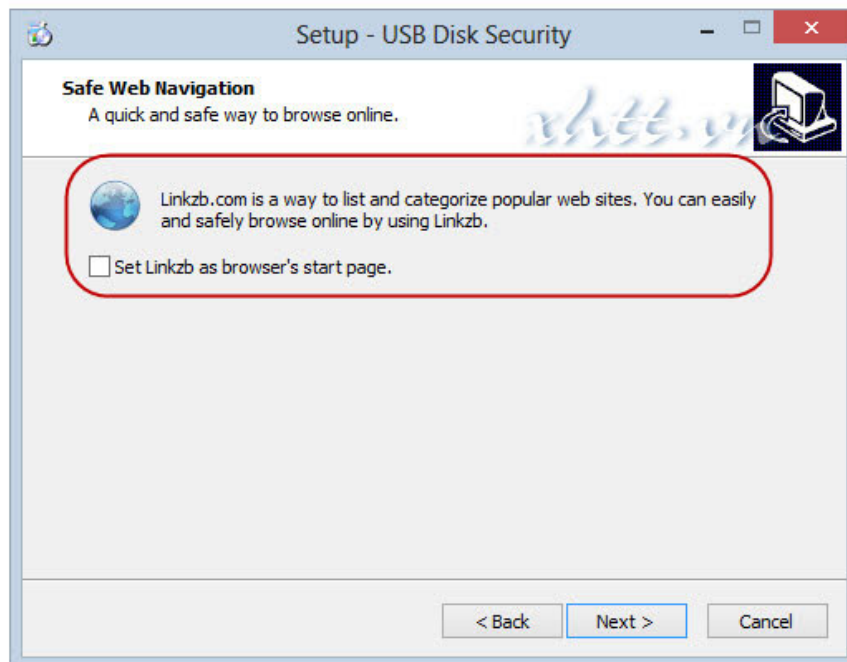 Setup - USB Disk Security
Safe Web Navigation
A quick and safe way to browse online.
xhtt.vn
Linkzb.com is a way to list and categorize popular web sites. You can easily
and safely browse online by using Linkzb.
Set Linkzb as browser's start page.
< Back
Next >
Cancel